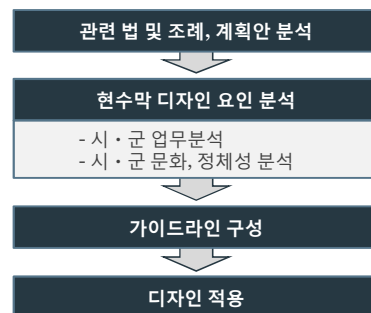 관련 법 및 조례, 계획안 분석
현수막 디자인 요인 분석
- 시・군 업무분석
- 시・군 문화, 정체성 분석
가이드라인 구성
디자인 적용